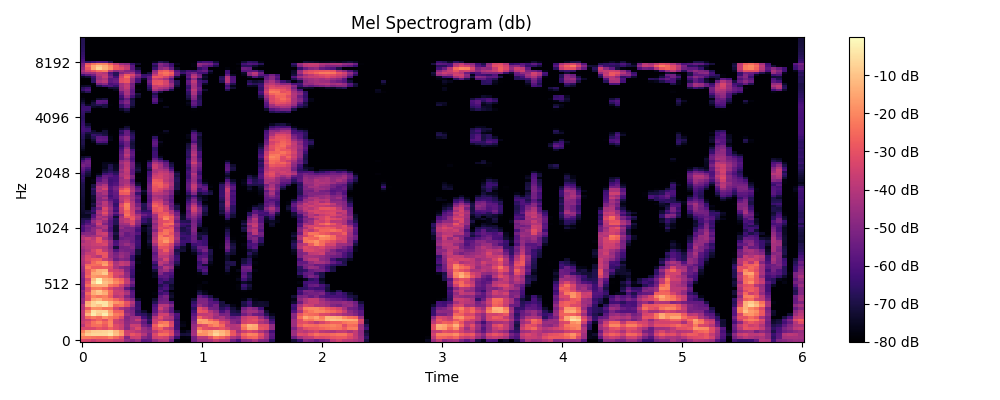 Mel Spectrogram (db)
8192
4096
2048
1024
512
0
Hz
0 1 2 3 4 5 6
Time
-10 dB
-20 dB
-30 dB
-40 dB
-50 dB
-60 dB
-70 dB
-80 dB